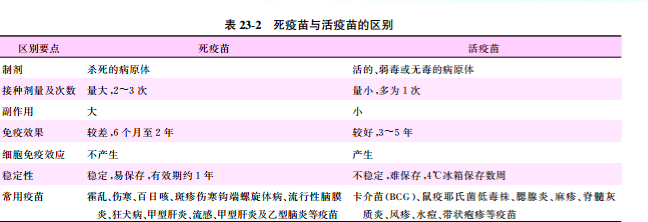 表 23-2 死疫苗与活疫苗的区别
区别要点 死疫苗 活疫苗
制剂 杀死的病原体 活的、弱毒或无毒的病原体
接种剂量及次数 量大,2~3 次 量小,多为 1 次
副作用 大 小
免疫效果 较差,6 个月至 2 年 较好,3~5 年
细胞免疫效应 不产生 产生
稳定性 稳定,易保存,有效期约 1 年 不稳定,难保存,4℃冰箱保存数周
常用疫苗 霍乱、伤寒、百日咳、斑疹伤寒钩端螺旋体病、流行性脑膜 卡介苗(BCG)、鼠疫耶氏菌低毒株、腮腺炎、麻疹、脊髓灰
炎、狂犬病、甲型肝炎、流感、甲型肝炎及乙型脑炎等疫苗 质炎、风疹、水痘、带状疱疹等疫苗